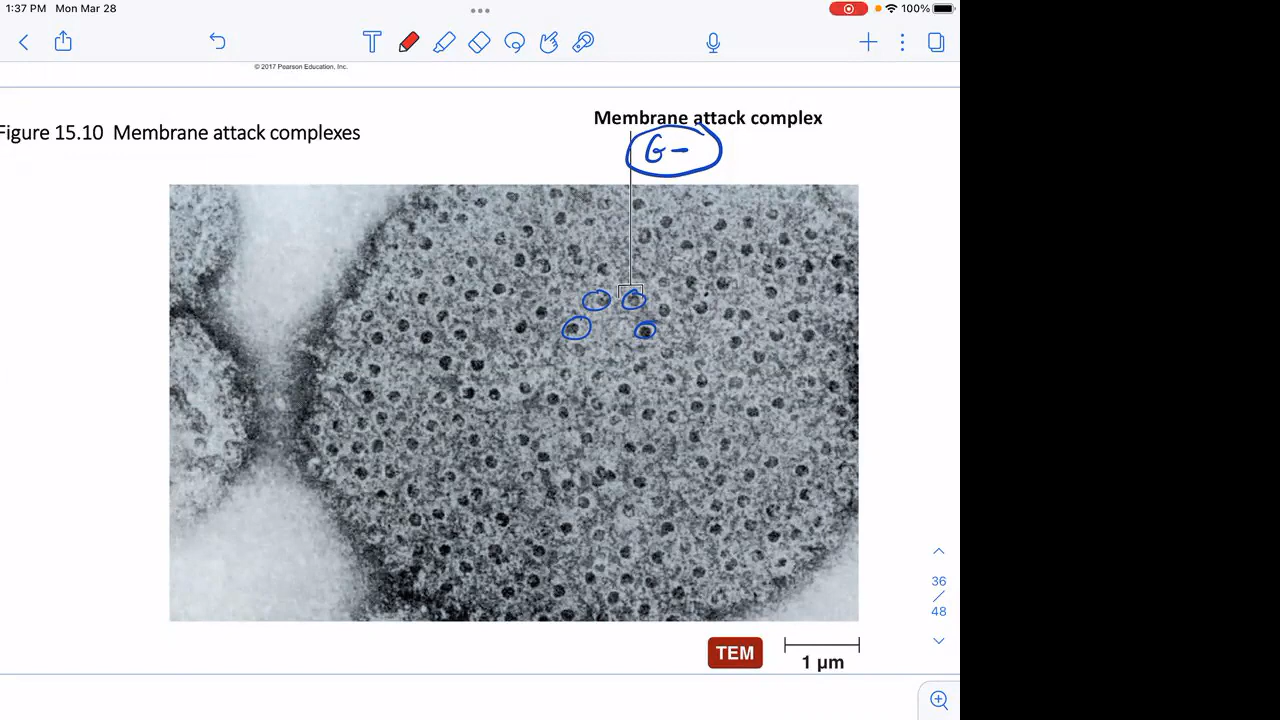 1:37 PM Mon Mar 28
100%
T
© 2017 Pearson Education, Inc.
Membrane attack complex
Figure 15.10 Membrane attack complexes
G-
36
/
48
TEM
1 µm